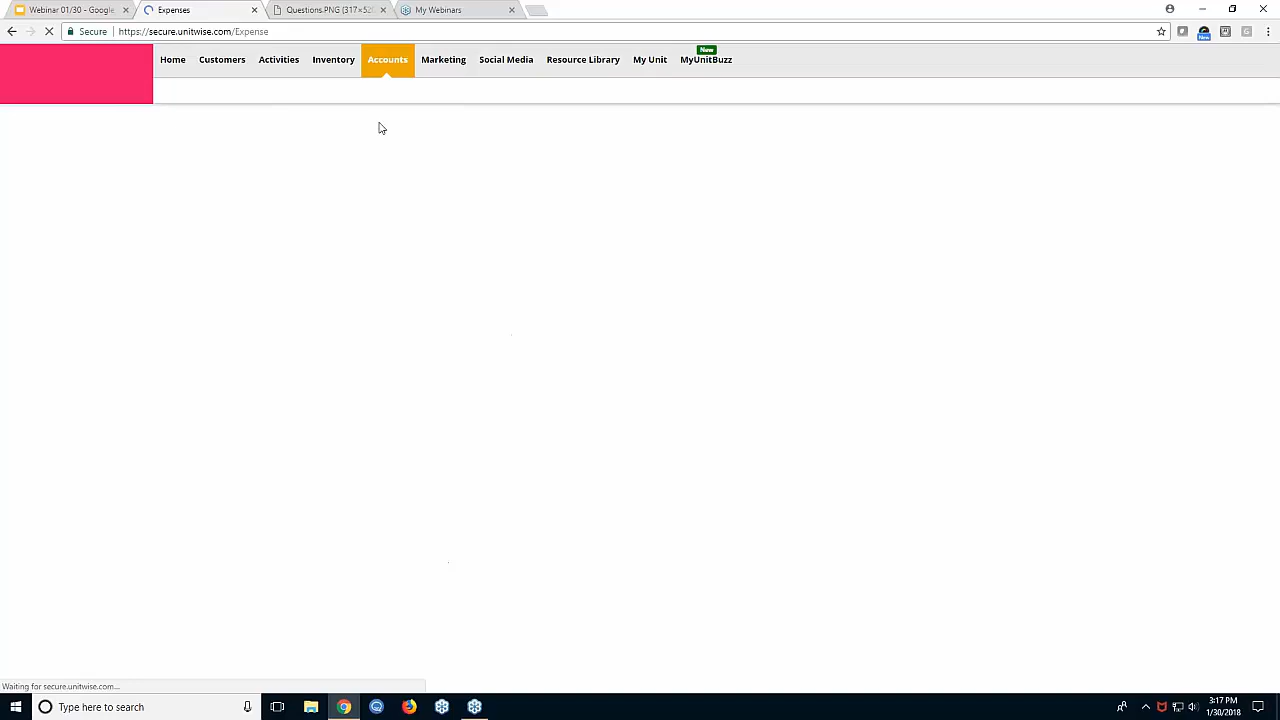 Webinar 01/30 - Google
Expenses
Questions.PNG (317×52
My Webinars
Secure
https://secure.unitwise.com/Expense
New
New
Home
Customers
Activities
Inventory
Accounts
Marketing
Social Media
Resource Library
My Unit
MyUnitBuzz
Waiting for secure.unitwise.com...
Type here to search
3:17 PM
1/30/2018